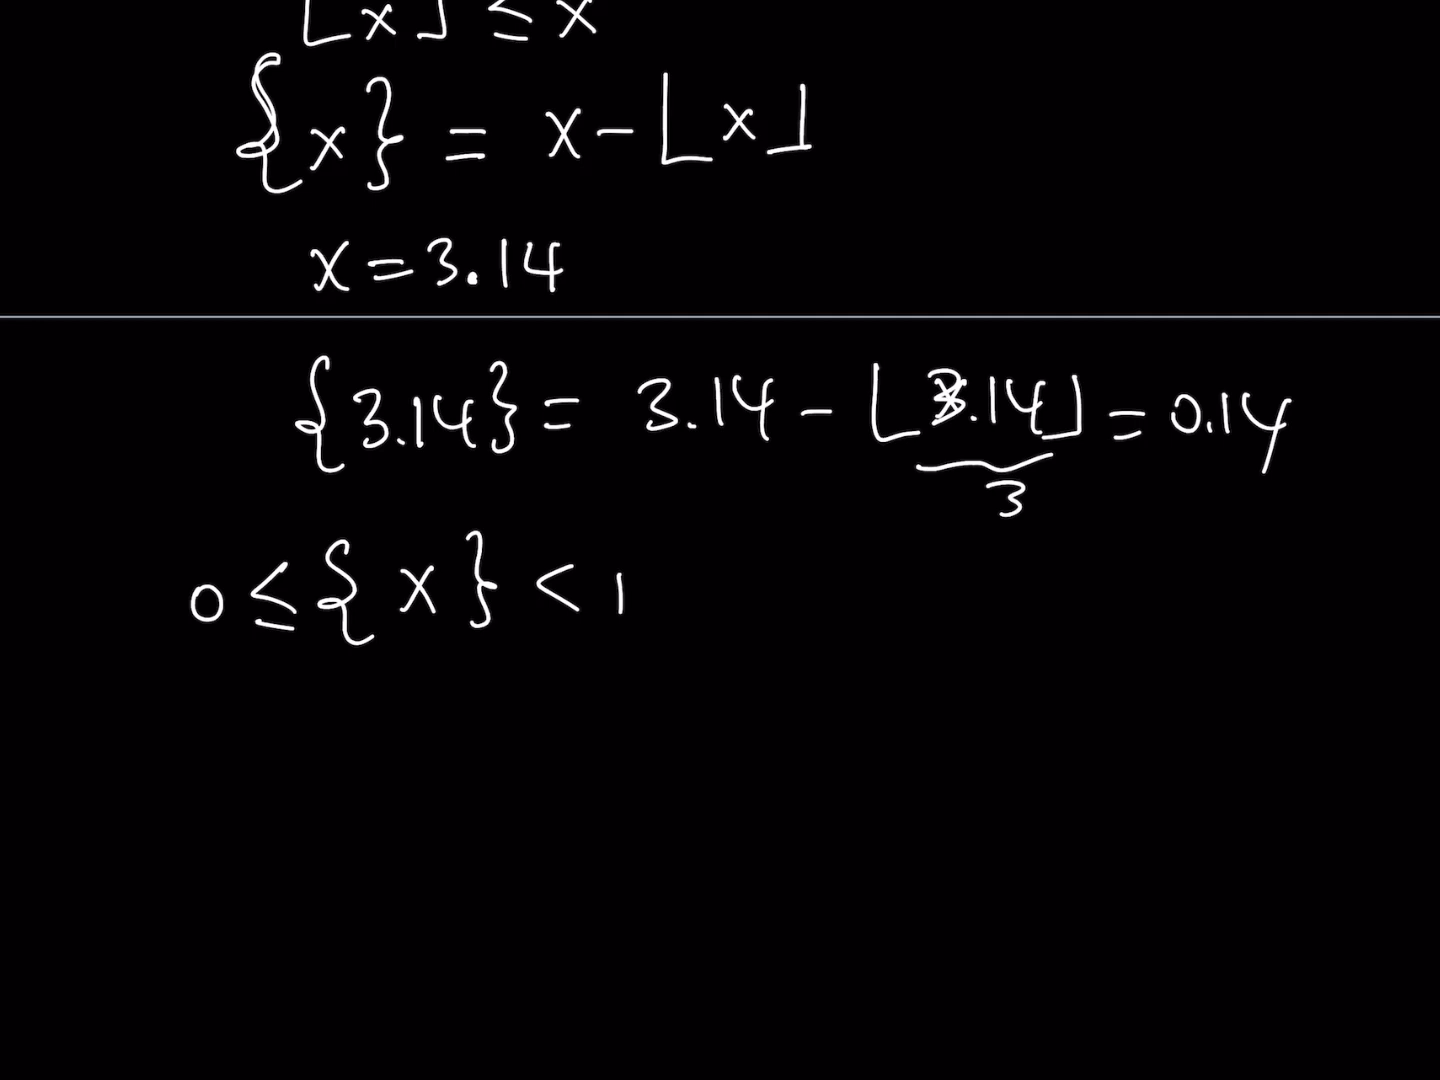 ⌊x⌋ ≤ x
{x} = x - ⌊x⌋
x = 3.14
{3.14} = 3.14 - ⌊3.14⌋ = 0.14
3
0 ≤ {x} < 1